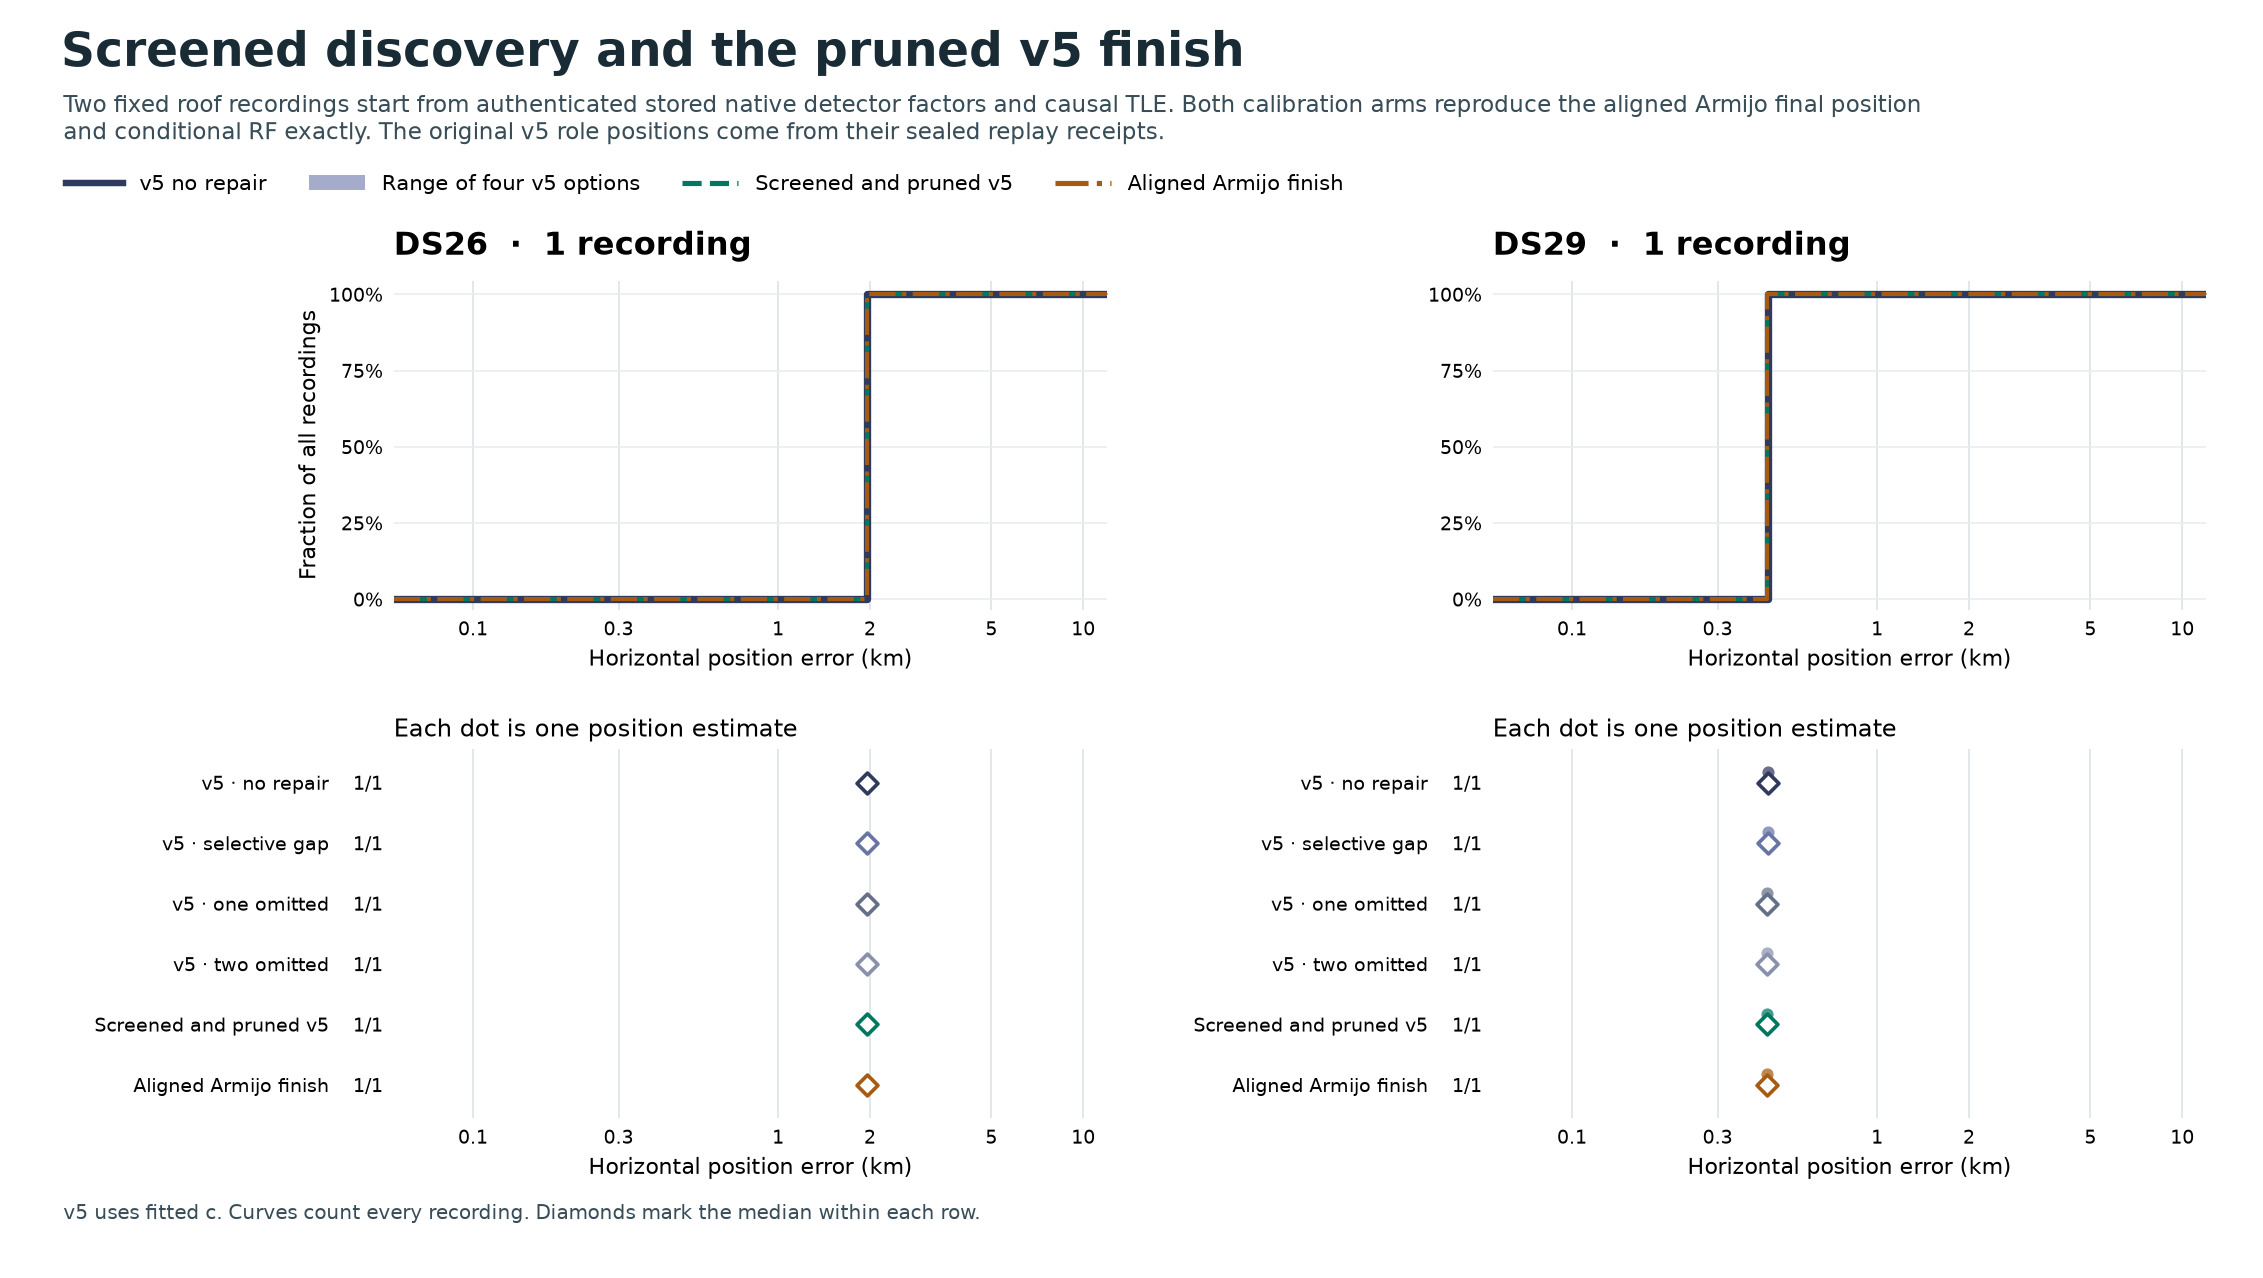 Screened discovery and the pruned v5 finish
Two fixed roof recordings start from authenticated stored native detector factors and causal TLE. Both calibration arms reproduce the aligned Armijo final position
and conditional RF exactly. The original v5 role positions come from their sealed replay receipts.
v5 no repair
Range of four v5 options
Screened and pruned v5
Aligned Armijo finish
DS26 · 1 recording
Fraction of all recordings
100%
75%
50%
25%
0%
0.1 0.3 1 2 5 10
Horizontal position error (km)
DS29 · 1 recording
100%
75%
50%
25%
0%
0.1 0.3 1 2 5 10
Horizontal position error (km)
Each dot is one position estimate
v5 · no repair 1/1
v5 · selective gap 1/1
v5 · one omitted 1/1
v5 · two omitted 1/1
Screened and pruned v5 1/1
Aligned Armijo finish 1/1
0.1 0.3 1 2 5 10
Horizontal position error (km)
Each dot is one position estimate
v5 · no repair 1/1
v5 · selective gap 1/1
v5 · one omitted 1/1
v5 · two omitted 1/1
Screened and pruned v5 1/1
Aligned Armijo finish 1/1
0.1 0.3 1 2 5 10
Horizontal position error (km)
v5 uses fitted c. Curves count every recording. Diamonds mark the median within each row.